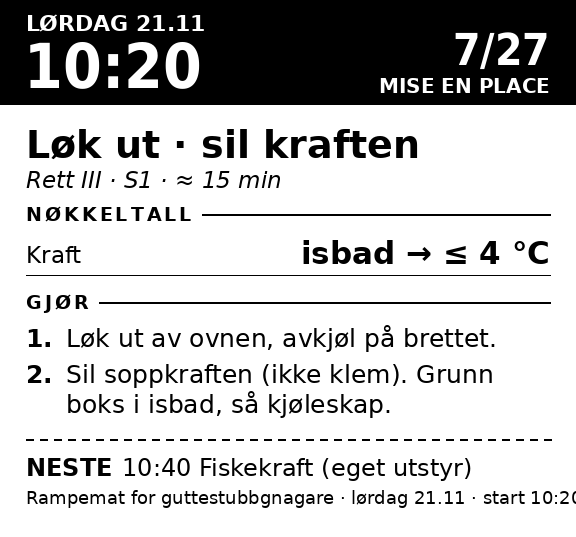 LØRDAG 21.11
10:20
7/27
MISE EN PLACE
Løk ut · sil kraften
Rett III · S1 · ≈ 15 min
NØKKELTALL
Kraft isbad → ≤ 4 °C
GJØR
1. Løk ut av ovnen, avkjøl på brettet.
2. Sil soppkraften (ikke klem). Grunn
boks i isbad, så kjøleskap.
NESTE 10:40 Fiskekraft (eget utstyr)
Rampemat for guttestubbgnagare · lørdag 21.11 · start 10:20